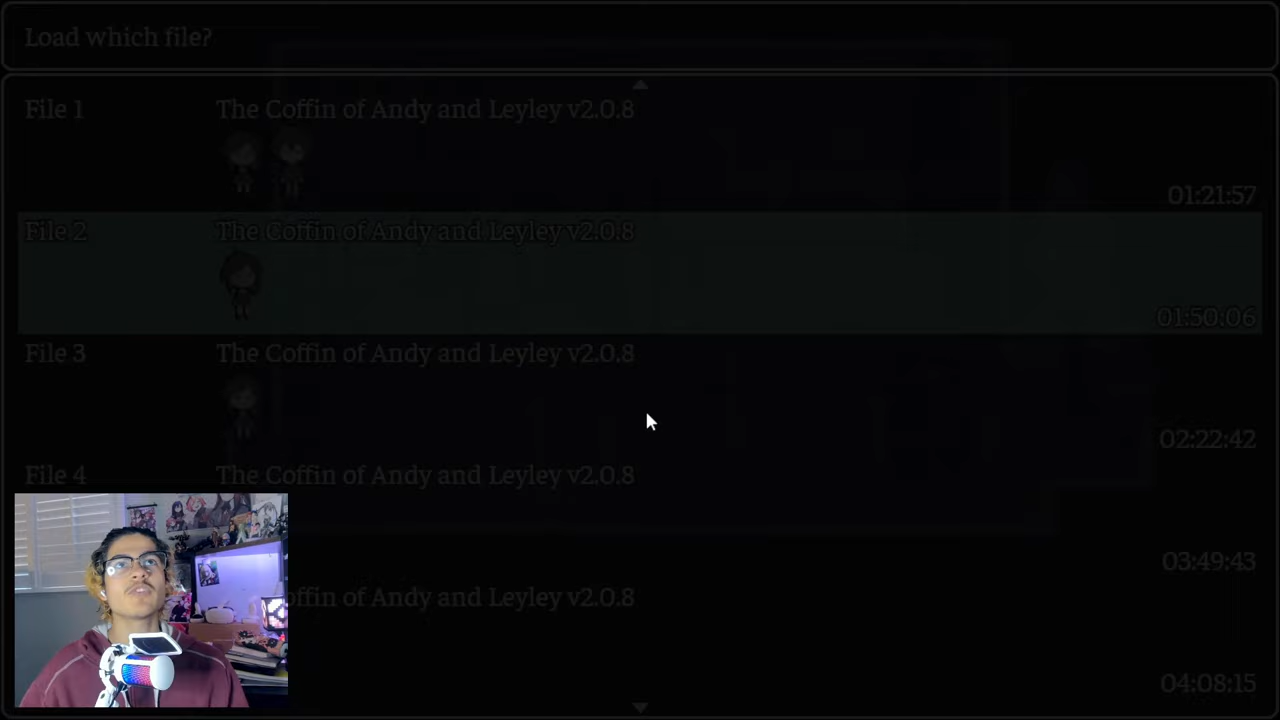 Load which file?
File 1 The Coffin of Andy and Leyley v2.0.8
01:21:57
File 2 The Coffin of Andy and Leyley v2.0.8
01:50:06
File 3 The Coffin of Andy and Leyley v2.0.8
02:22:42
File 4 The Coffin of Andy and Leyley v2.0.8
03:49:43
offin of Andy and Leyley v2.0.8
04:08:15